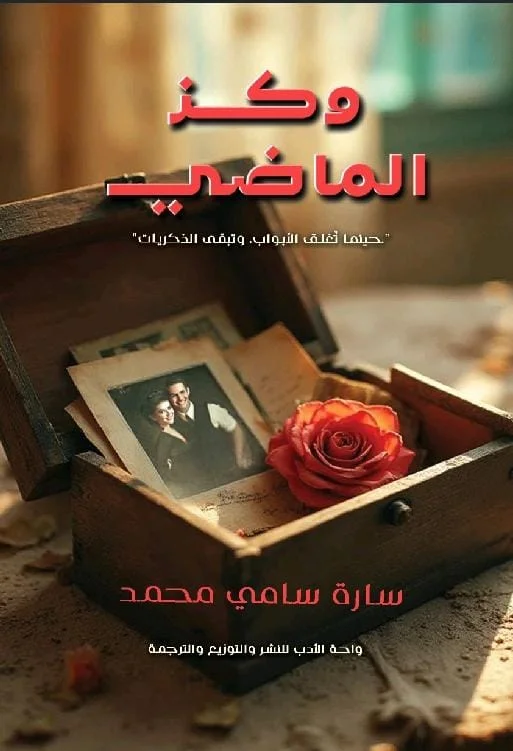 وكز
الماضي
"حينما تُغلق الأبواب، وتبقى الذكريات."
سارة سامي محمد
واحة الأدب للنشر والتوزيع والترجمة